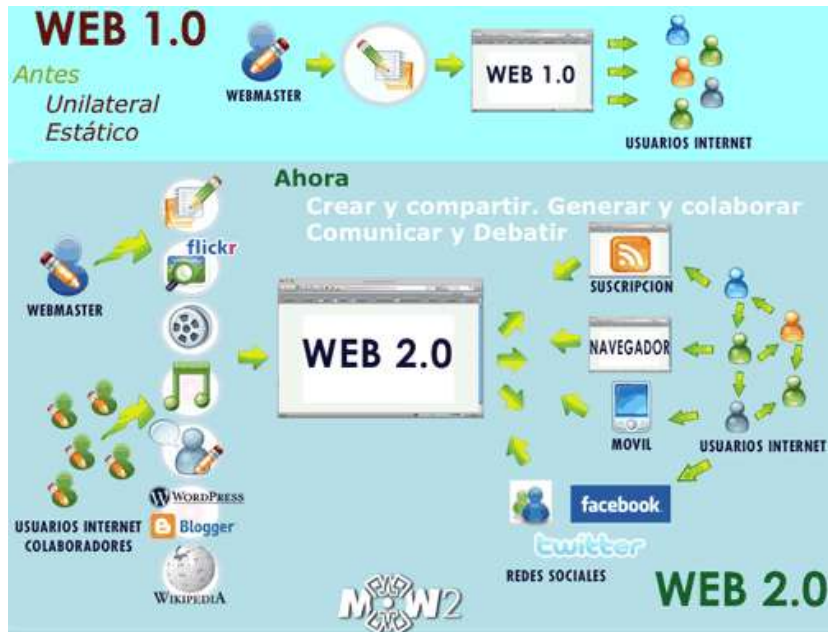 WEB 1.0
Antes
Unilateral
Estático
WEBMASTER
WEB 1.0
USUARIOS INTERNET
Ahora
Crear y compartir. Generar y colaborar
Comunicar y Debatir
WEBMASTER
flickr
WEB 2.0
SUSCRIPCION
NAVEGADOR
MOVIL
USUARIOS INTERNET
USUARIOS INTERNET
COLABORADORES
WORDPRESS
Blogger
WIKIPEDIA
facebook
twitter
REDES SOCIALES
MOW2
WEB 2.0